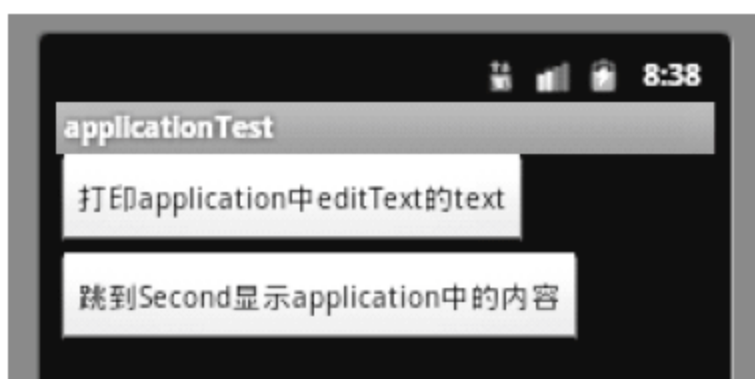 8:38
applicationTest
打印application中editText的text
跳到Second显示application中的内容